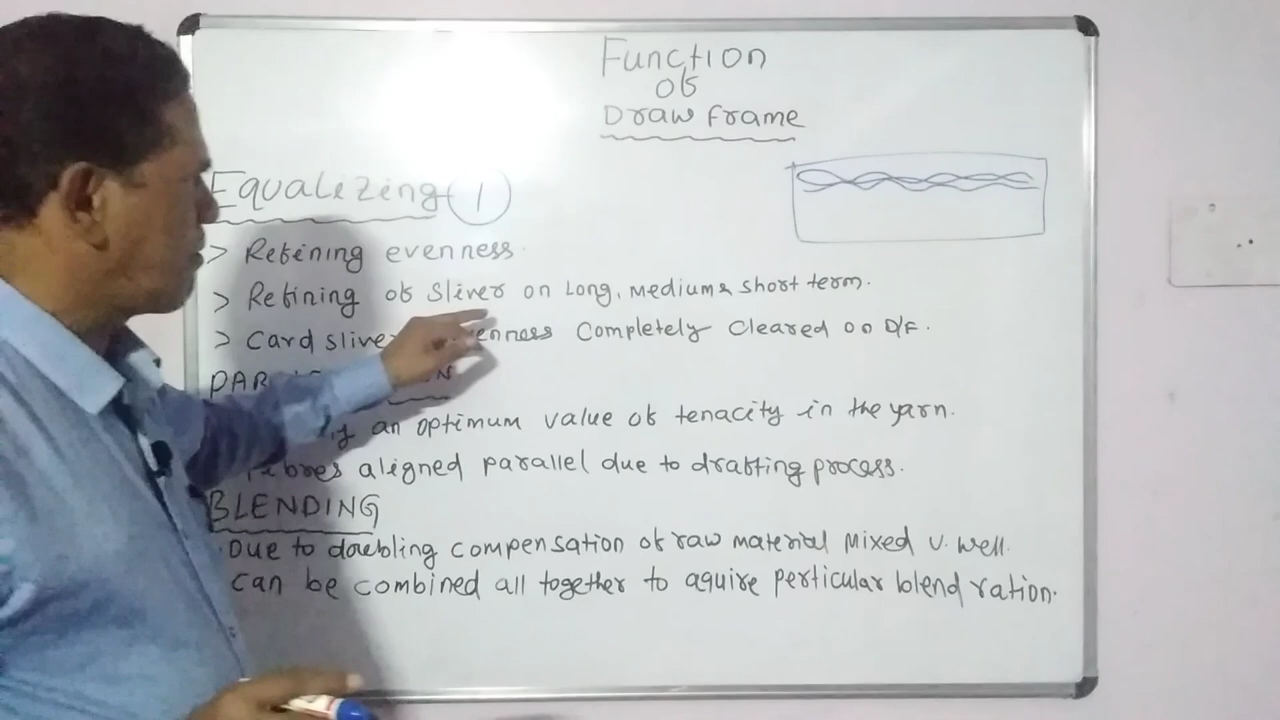 Function
of
Draw frame
Equalizing 1
> Refining evenness.
> Refining of Sliver on Long, medium & short term.
> Card sliver Completely Cleared on D/F.
an optimum value of tenacity in the yarn.
Fibres aligned parallel due to drafting process.
BLENDING
Due to doubling compensation of raw material mixed v. well.
can be combined all together to aquire perticular blend ration.